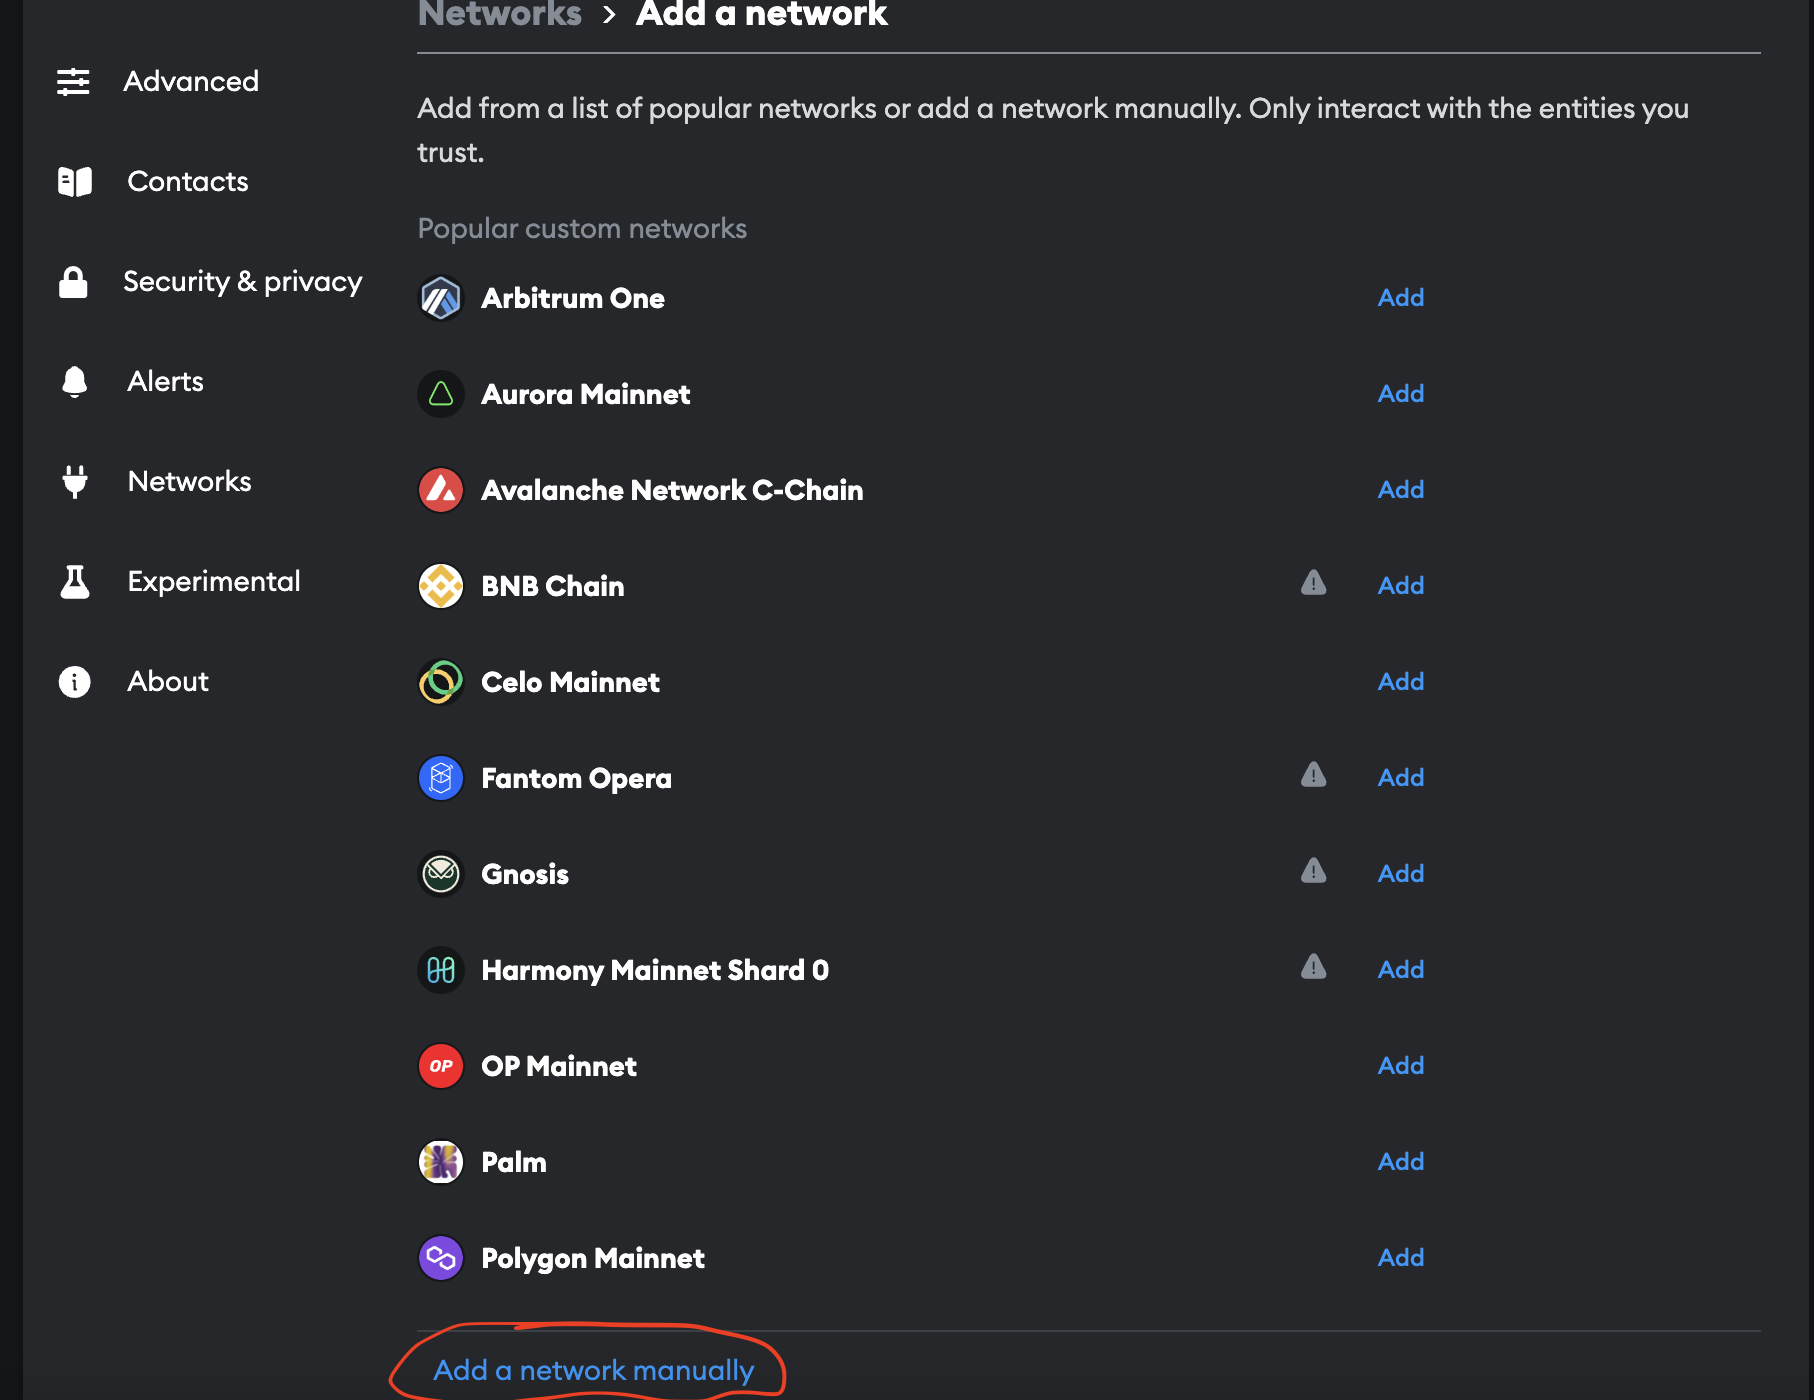 Networks > Add a network
Advanced
Contacts
Security & privacy
Alerts
Networks
Experimental
About
Add from a list of popular networks or add a network manually. Only interact with the entities you
trust.
Popular custom networks
Arbitrum One Add
Aurora Mainnet Add
Avalanche Network C-Chain Add
BNB Chain Add
Celo Mainnet Add
Fantom Opera Add
Gnosis Add
Harmony Mainnet Shard 0 Add
OP OP Mainnet Add
Palm Add
Polygon Mainnet Add
Add a network manually